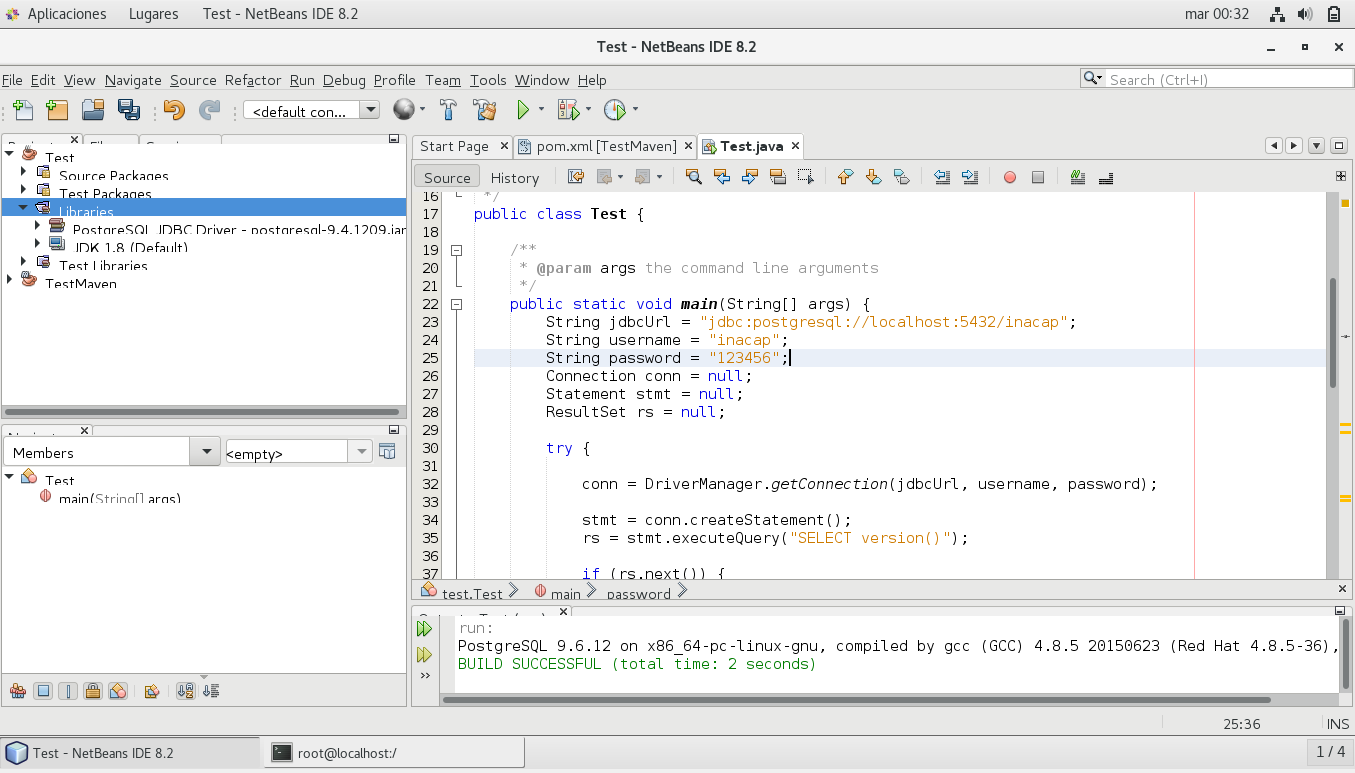 Aplicaciones Lugares Test - NetBeans IDE 8.2 mar 00:32
Test - NetBeans IDE 8.2
File Edit View Navigate Source Refactor Run Debug Profile Team Tools Window Help Search (Ctrl+I)
<default con...
Start Page pom.xml [TestMaven] Test.java
Test
Source Packages
Test Packages
Libraries
PostgreSQL JDBC Driver - postgresql-9.4.1209.jar
JDK 1.8 (Default)
Test Libraries
TestMaven
Members <empty>
Test
main(String[] args)
Source History
16 */
17 public class Test {
18
19 /**
20 * @param args the command line arguments
21 */
22 public static void main(String[] args) {
23 String jdbcUrl = "jdbc:postgresql://localhost:5432/inacap";
24 String username = "inacap";
25 String password = "123456";
26 Connection conn = null;
27 Statement stmt = null;
28 ResultSet rs = null;
29
30 try {
31
32 conn = DriverManager.getConnection(jdbcUrl, username, password);
33
34 stmt = conn.createStatement();
35 rs = stmt.executeQuery("SELECT version()");
36
37 if (rs.next()) {
test.Test main password
run:
PostgreSQL 9.6.12 on x86_64-pc-linux-gnu, compiled by gcc (GCC) 4.8.5 20150623 (Red Hat 4.8.5-36),
BUILD SUCCESSFUL (total time: 2 seconds)
25:36 INS
Test - NetBeans IDE 8.2 root@localhost:/ 1 / 4